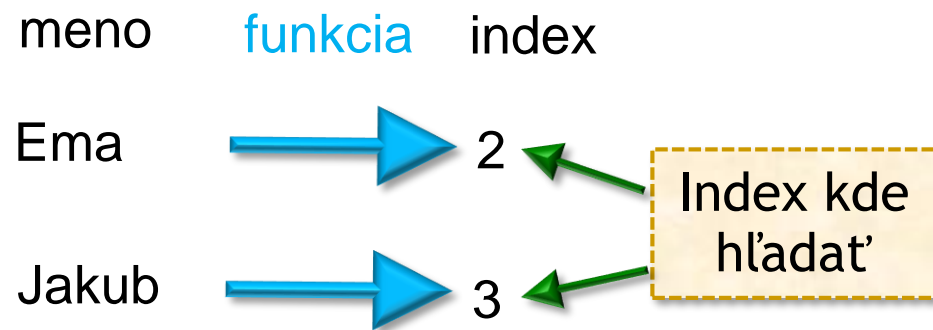 meno funkcia index
Ema 2
Index kde
hľadať
Jakub 3